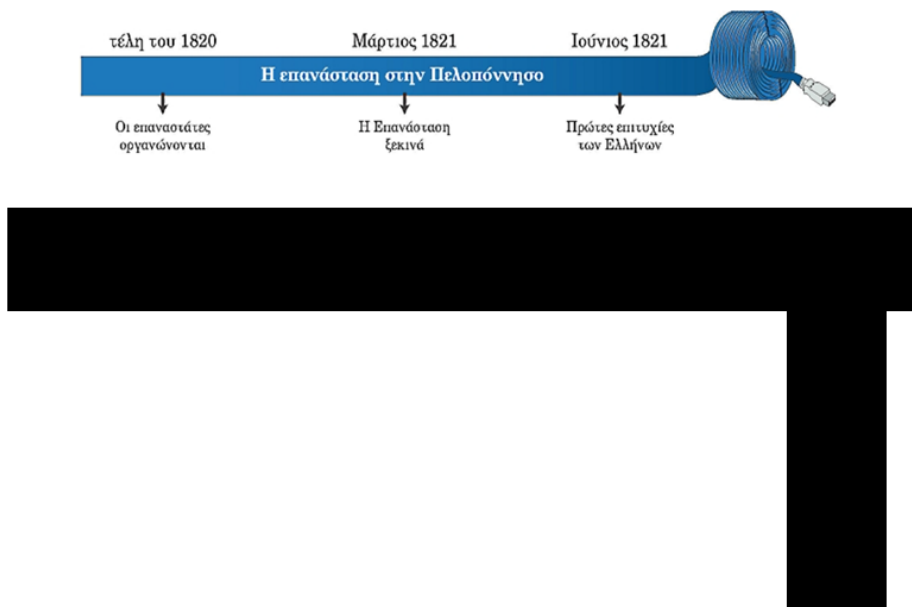 τέλη του 1820 Μάρτιος 1821 Ιούνιος 1821
Η επανάσταση στην Πελοπόννησο
Οι επαναστάτες
οργανώνονται
Η Επανάσταση
ξεκινά
Πρώτες επιτυχίες
των Ελλήνων